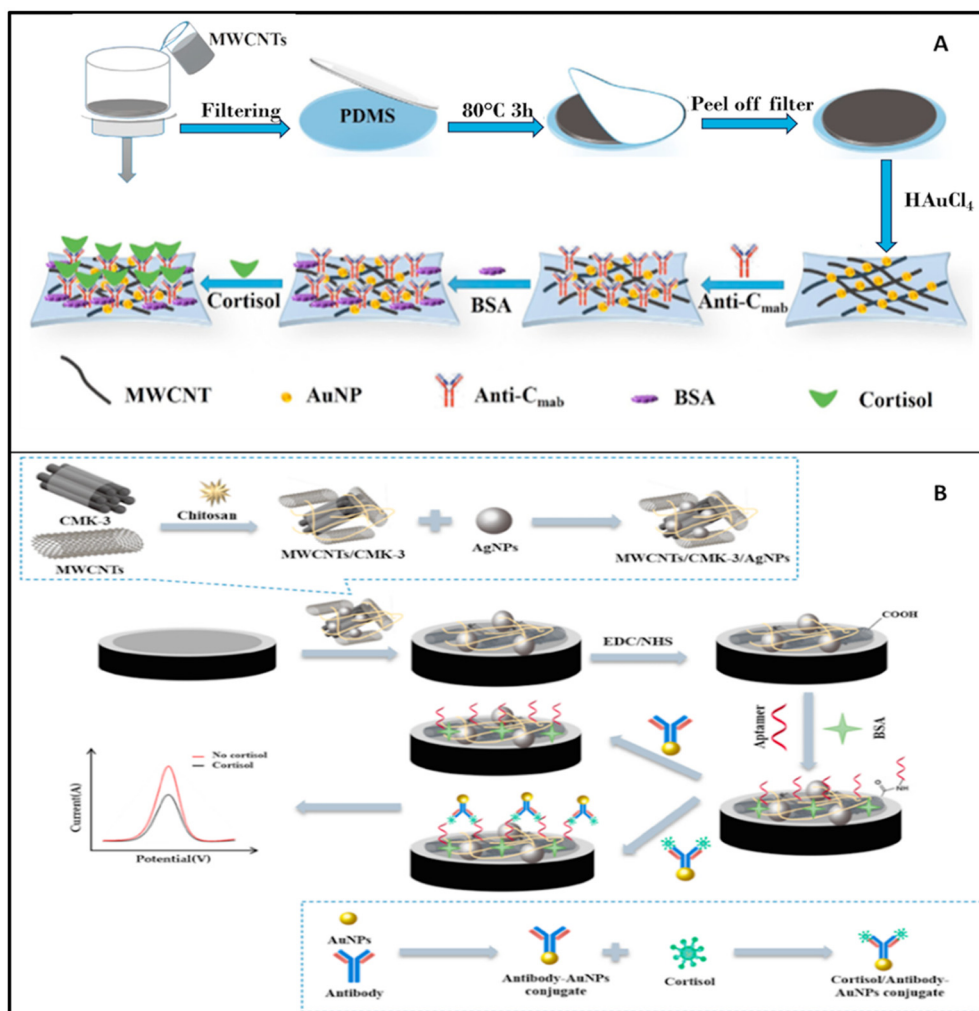 MWCNTs
A
Filtering
PDMS
80°C 3h
Peel off filter
HAuCl₄
Cortisol
BSA
Anti-Cₘₐb
MWCNT
AuNP
Anti-Cₘₐb
BSA
Cortisol
B
CMK-3
MWCNTs
Chitosan
MWCNTs/CMK-3
AgNPs
MWCNTs/CMK-3/AgNPs
EDC/NHS
COOH
Aptamer
BSA
O
NH
No cortisol
Cortisol
Current(A)
Potential(V)
AuNPs
Antibody
Antibody-AuNPs
conjugate
Cortisol
Cortisol/Antibody-
AuNPs conjugate